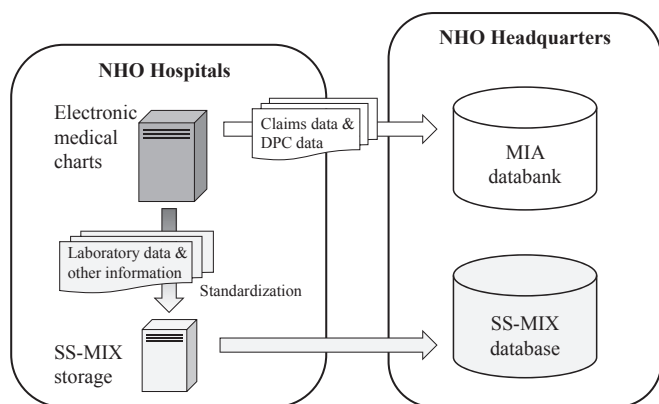 NHO Hospitals
Electronic
medical
charts
Claims data &
DPC data
Laboratory data &
other information
Standardization
SS-MIX
storage
NHO Headquarters
MIA
databank
SS-MIX
database